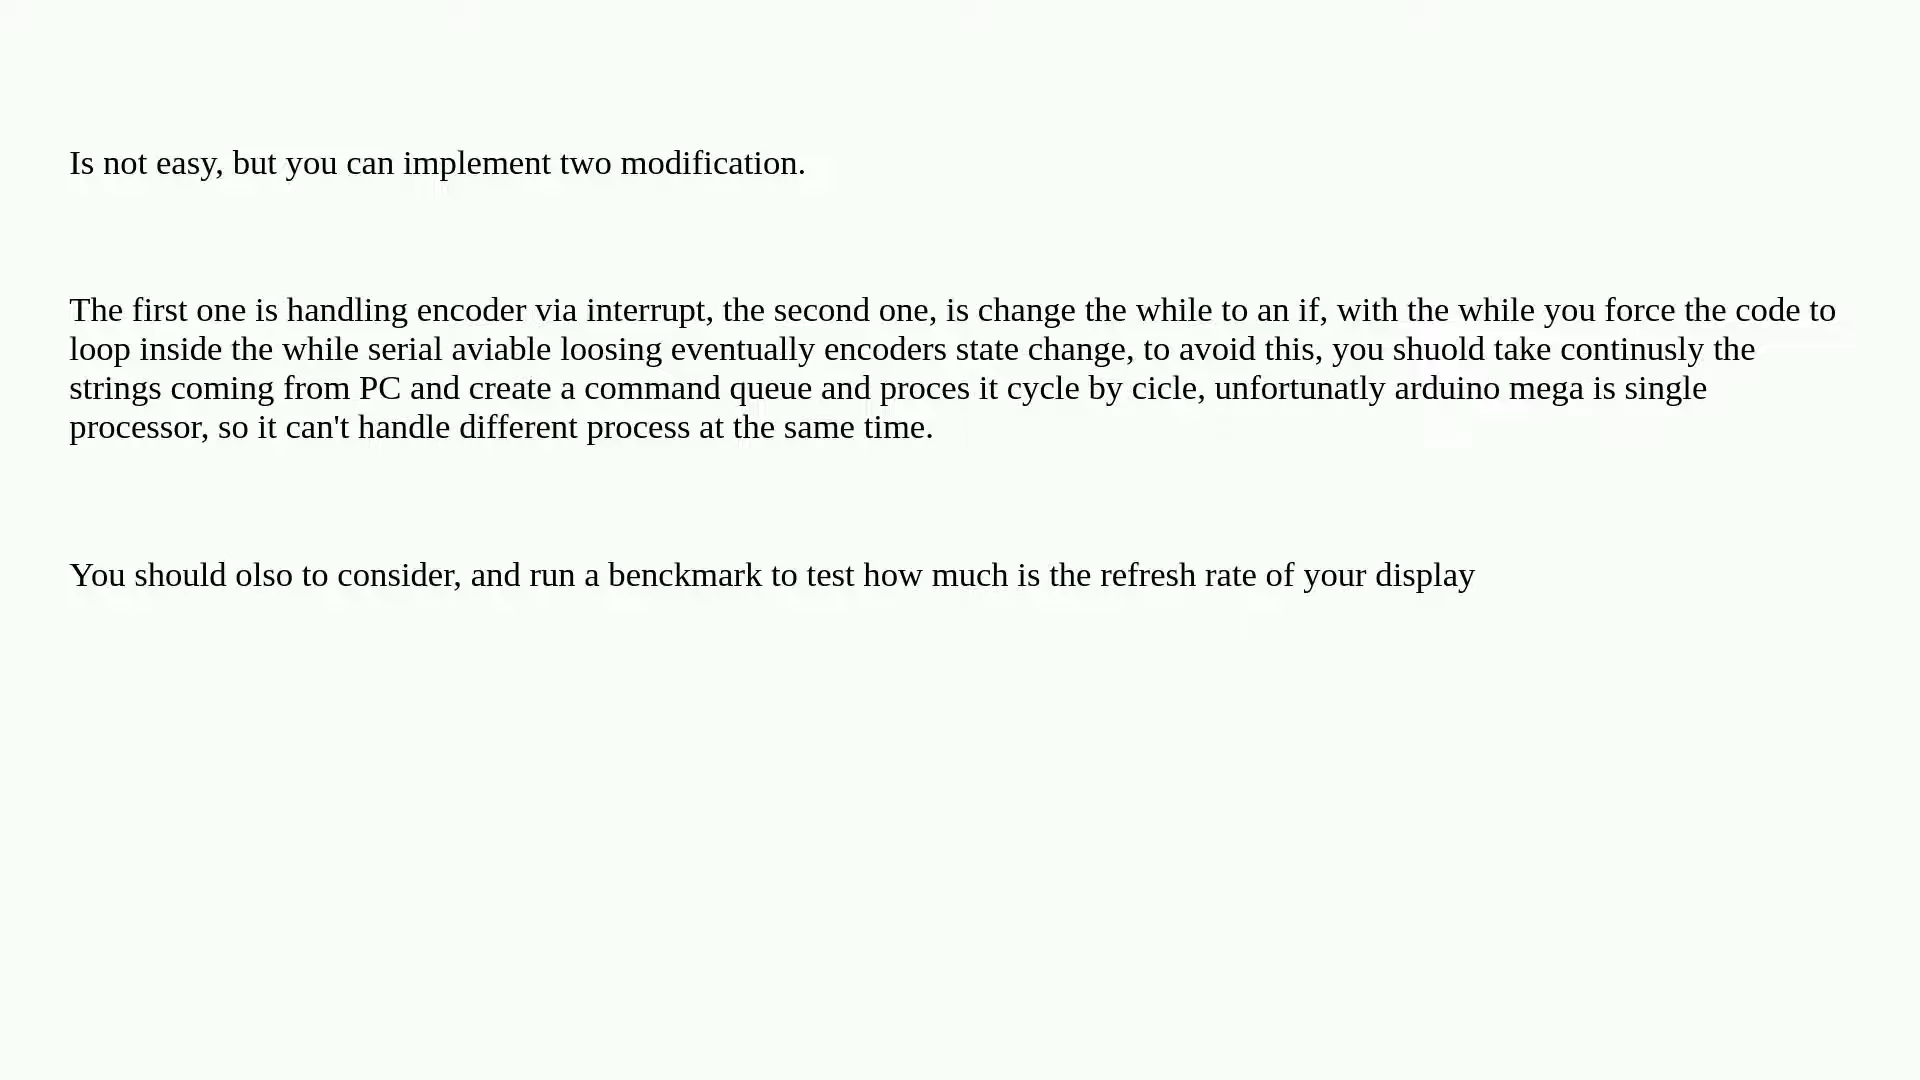 Is not easy, but you can implement two modification.
The first one is handling encoder via interrupt, the second one, is change the while to an if, with the while you force the code to
loop inside the while serial aviable loosing eventually encoders state change, to avoid this, you shuold take continusly the
strings coming from PC and create a command queue and proces it cycle by cicle, unfortunatly arduino mega is single
processor, so it can't handle different process at the same time.
You should olso to consider, and run a benckmark to test how much is the refresh rate of your display